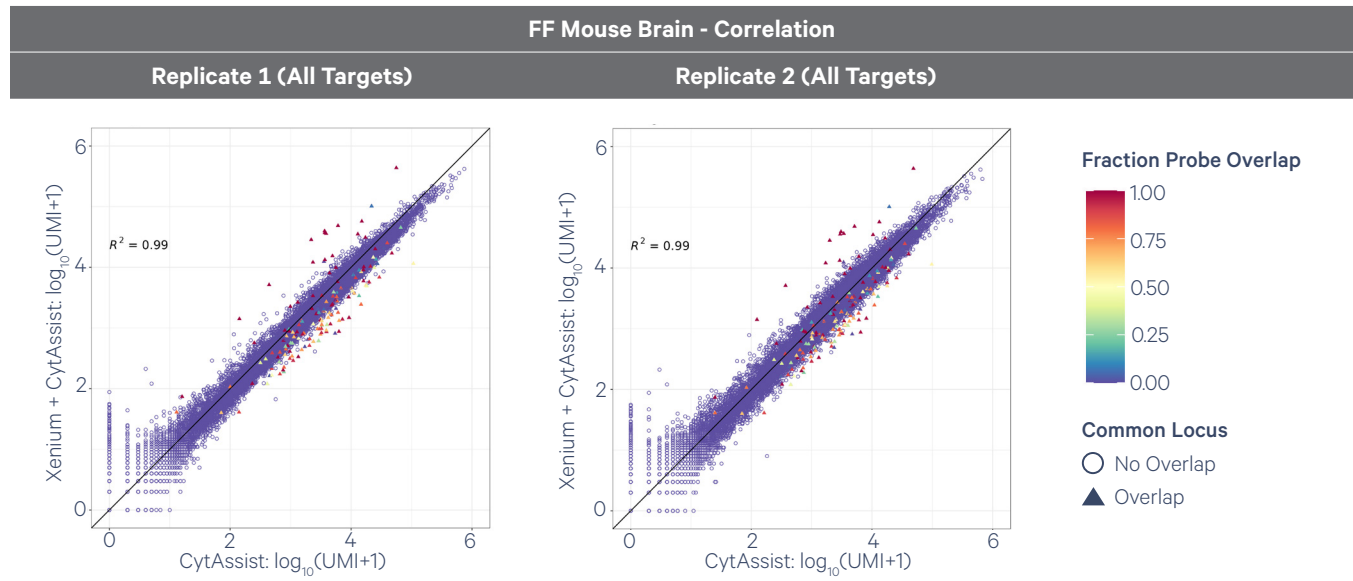 FF Mouse Brain - Correlation
Replicate 1 (All Targets)
Replicate 2 (All Targets)
Xenium + CytAssist: log10(UMI+1)
6
4
2
0
R² = 0.99
0
2
4
6
CytAssist: log10(UMI+1)
Xenium + CytAssist: log10(UMI+1)
6
4
2
0
R² = 0.99
0
2
4
6
CytAssist: log10(UMI+1)
Fraction Probe Overlap
1.00
0.75
0.50
0.25
0.00
Common Locus
No Overlap
Overlap